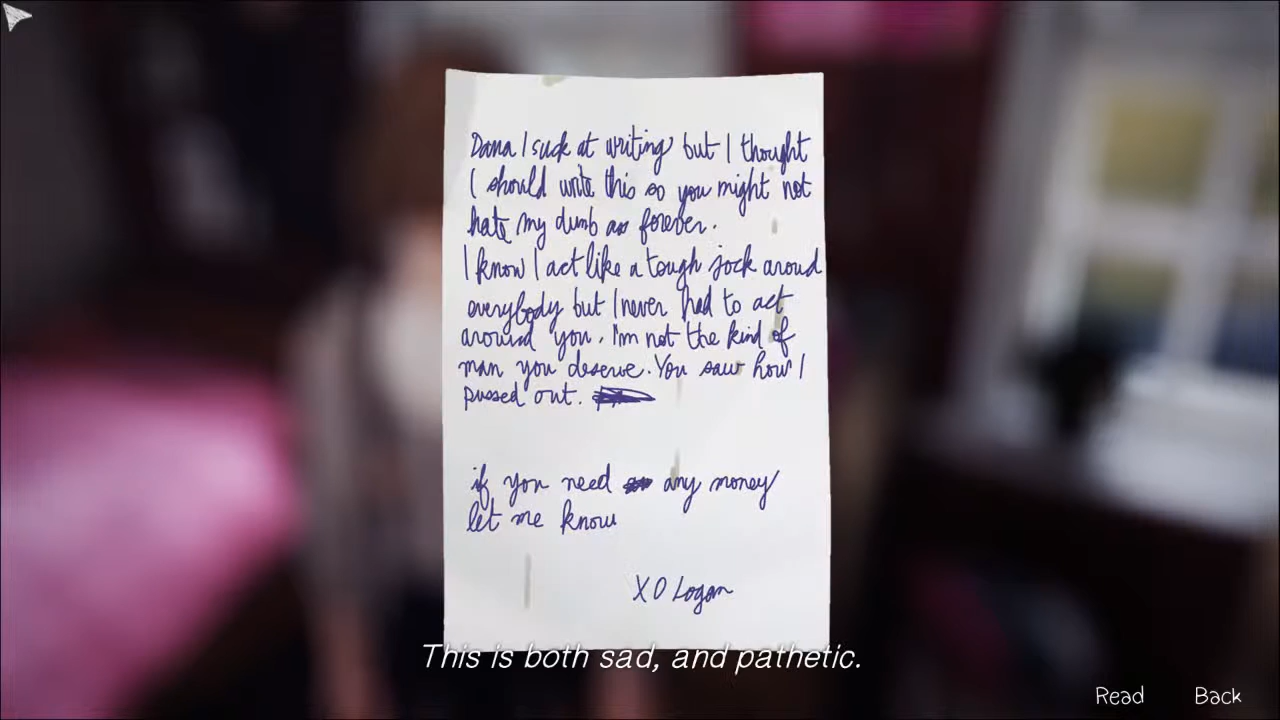 Dana I suck at writing but I thought
I should write this so you might not
hate my dumb ass forever.
I know I act like a tough jock aroud
everybody but I never had to act
around you. I'm not the kind of
man you deserve. You saw how I
pussed out.
if you need any money
let me know
XO Logan
This is both sad, and pathetic.
Read Back